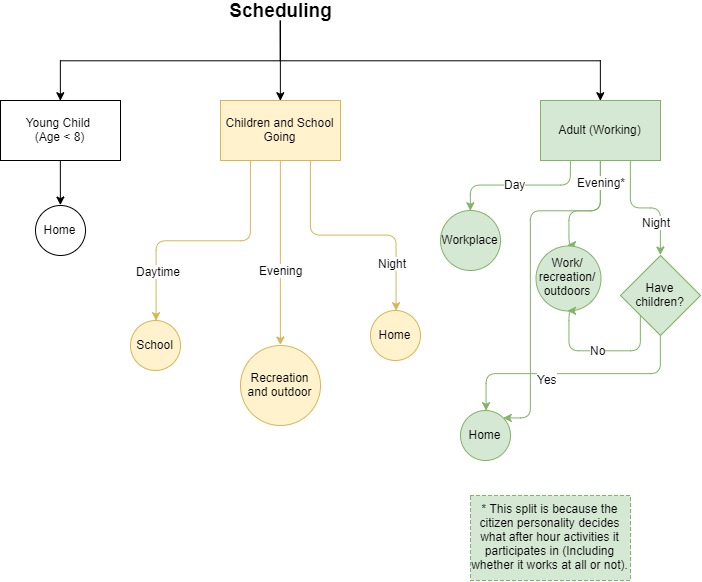 Scheduling
Young Child
(Age < 8)
Children and School
Going
Adult (Working)
Day
Evening*
Night
Home
Workplace
Work/
recreation/
outdoors
Have
children?
Daytime
Evening
Night
School
Home
Recreation
and outdoor
No
Yes
Home
* This split is because the
citizen personality decides
what after hour activities it
participates in (Including
whether it works at all or not).